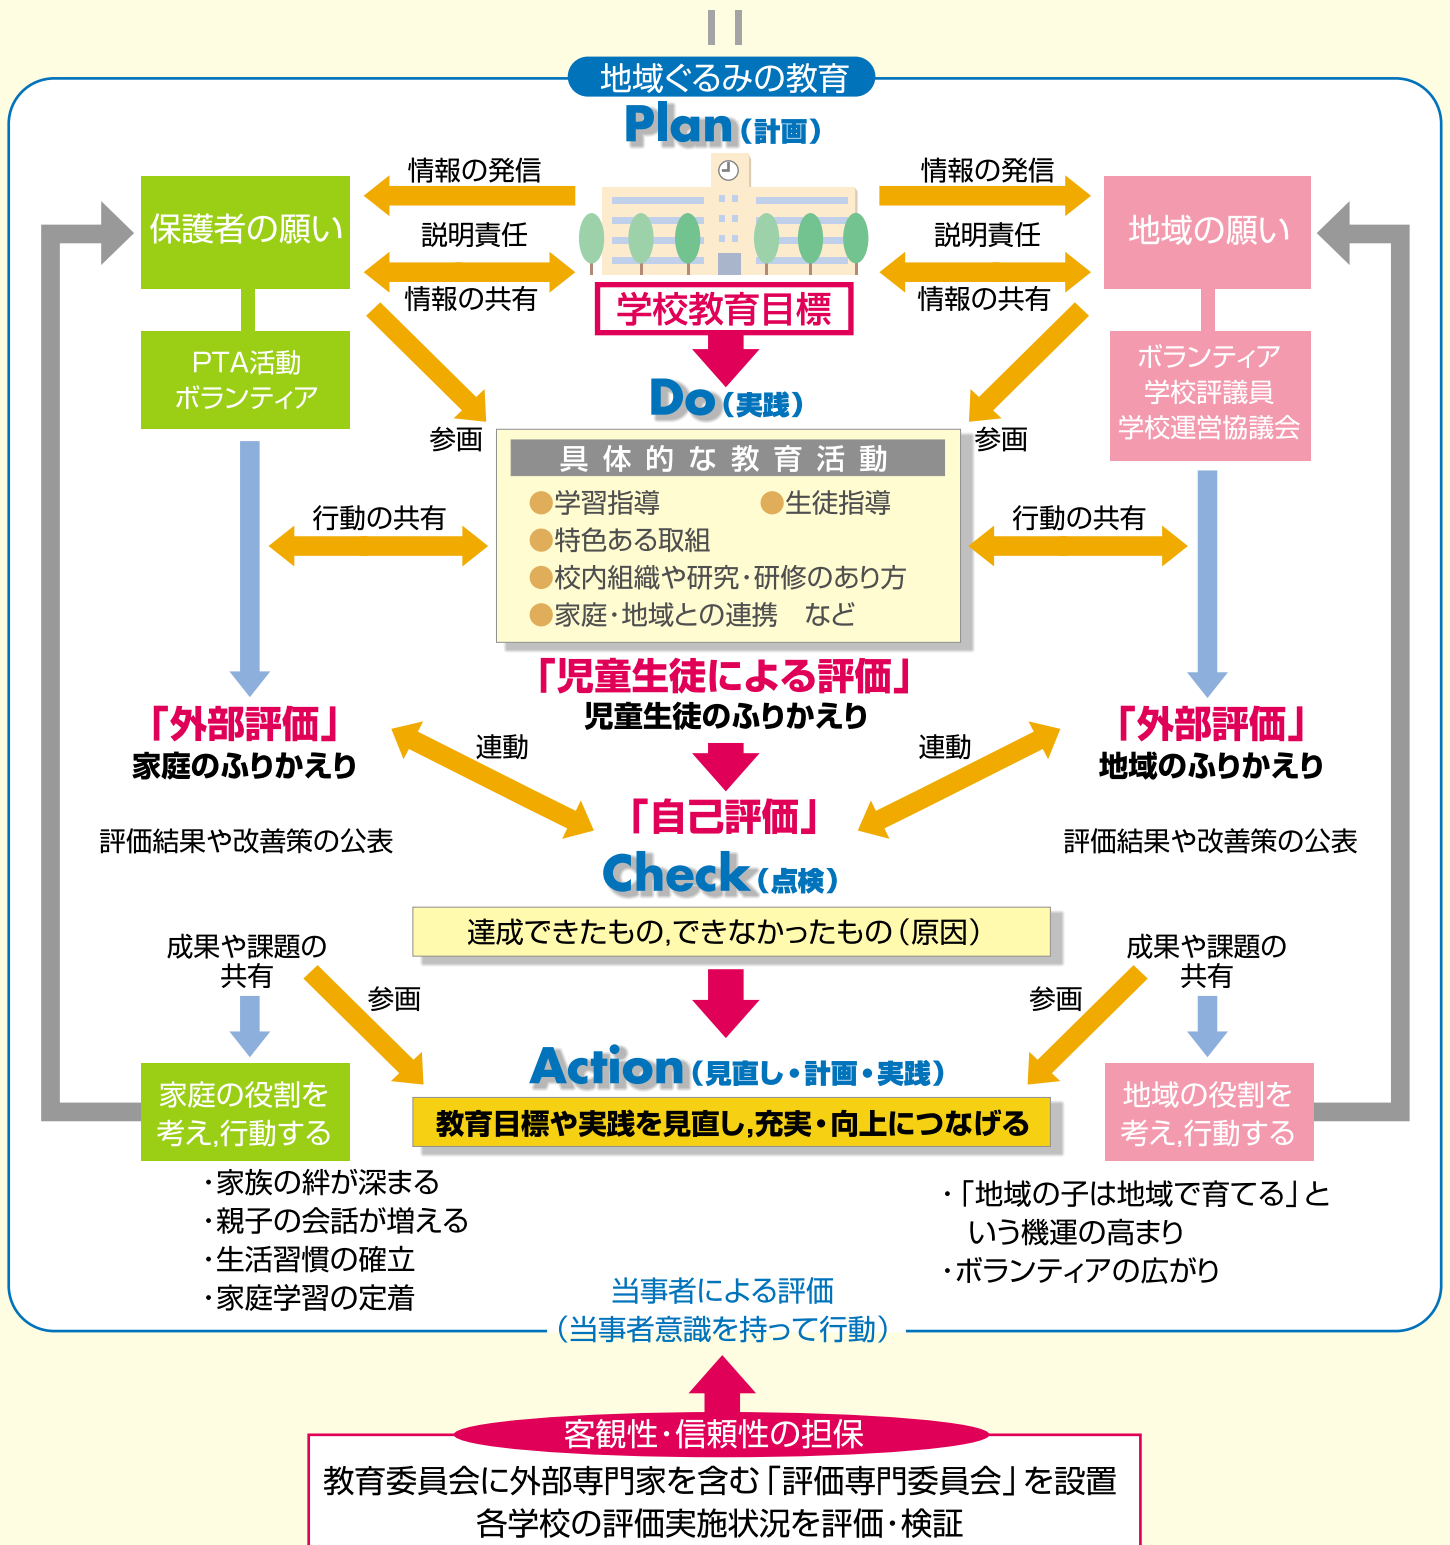 地域ぐるみの教育
Plan（計画）
情報の発信
情報の発信
保護者の願い
説明責任
説明責任
地域の願い
情報の共有
情報の共有
学校教育目標
PTA活動
ボランティア
ボランティア
学校評議員
学校運営協議会
Do（実践）
参画
参画
具体的な教育活動
●学習指導　●生徒指導
●特色ある取組
●校内組織や研究・研修のあり方
●家庭・地域との連携　など
行動の共有
行動の共有
「児童生徒による評価」
児童生徒のふりかえり
「外部評価」
家庭のふりかえり
「外部評価」
地域のふりかえり
連動
連動
「自己評価」
評価結果や改善策の公表
評価結果や改善策の公表
Check（点検）
達成できたもの,できなかったもの（原因）
成果や課題の
共有
成果や課題の
共有
参画
参画
Action（見直し・計画・実践）
教育目標や実践を見直し,充実・向上につなげる
家庭の役割を
考え,行動する
地域の役割を
考え,行動する
・家族の絆が深まる
・親子の会話が増える
・生活習慣の確立
・家庭学習の定着
・「地域の子は地域で育てる」と
いう機運の高まり
・ボランティアの広がり
当事者による評価
（当事者意識を持って行動）
客観性・信頼性の担保
教育委員会に外部専門家を含む「評価専門委員会」を設置
各学校の評価実施状況を評価・検証